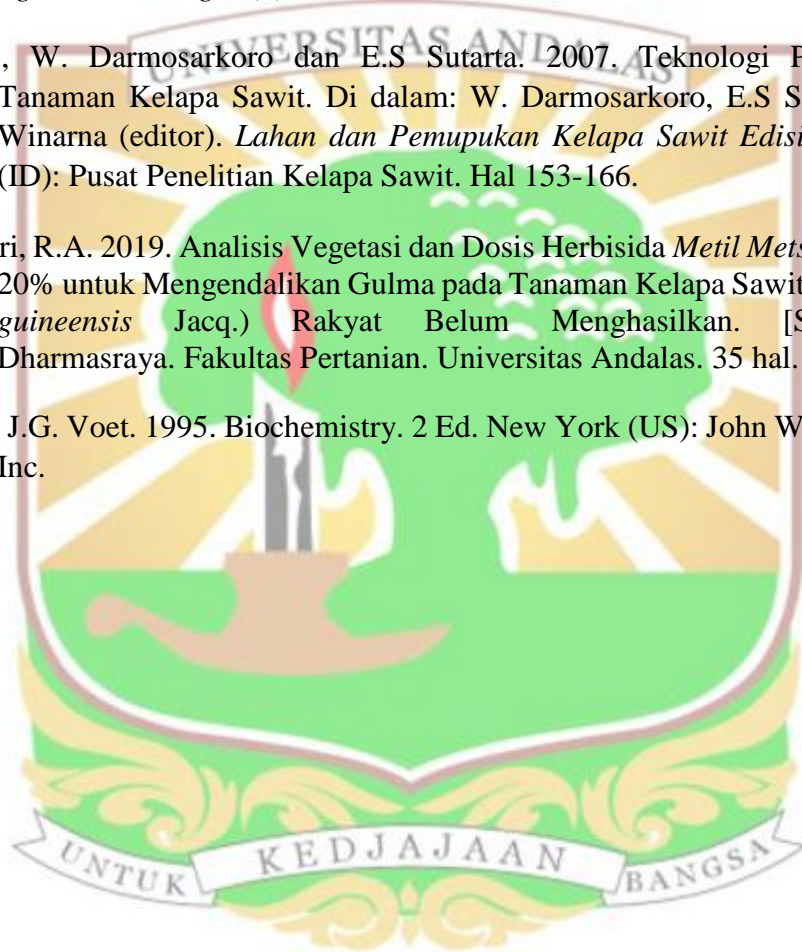 UNIVERSITAS ANDALAS
, W. Darmosarkoro dan E.S Sutarta. 2007. Teknologi P
Tanaman Kelapa Sawit. Di dalam: W. Darmosarkoro, E.S S
Winarna (editor). Lahan dan Pemupukan Kelapa Sawit Edisi
(ID): Pusat Penelitian Kelapa Sawit. Hal 153-166.
ri, R.A. 2019. Analisis Vegetasi dan Dosis Herbisida Metil Mets
20% untuk Mengendalikan Gulma pada Tanaman Kelapa Sawit
guineensis Jacq.) Rakyat Belum Menghasilkan. [S
Dharmasraya. Fakultas Pertanian. Universitas Andalas. 35 hal.
J.G. Voet. 1995. Biochemistry. 2 Ed. New York (US): John W
Inc.
UNTUK KEDJAJAAN BANGSA